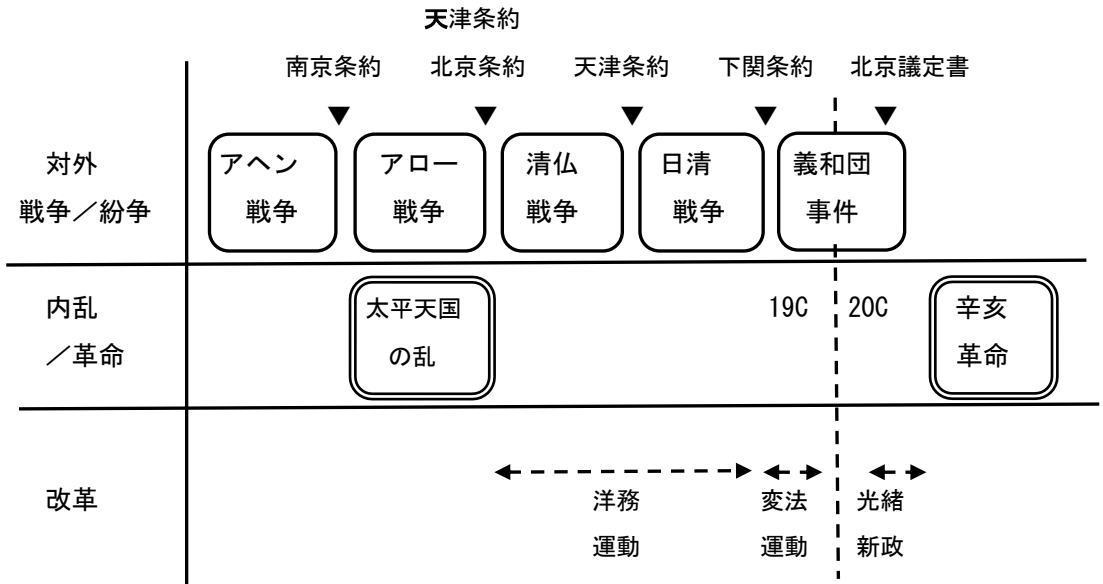 天津条約
南京条約 北京条約 天津条約 下関条約 北京議定書
▼ ▼ ▼ ▼ ▼
対外
戦争／紛争
アヘン
戦争
アロー
戦争
清仏
戦争
日清
戦争
義和団
事件
内乱
／革命
太平天国
の乱
19C 20C
辛亥
革命
改革
洋務
運動
変法
運動
光緒
新政